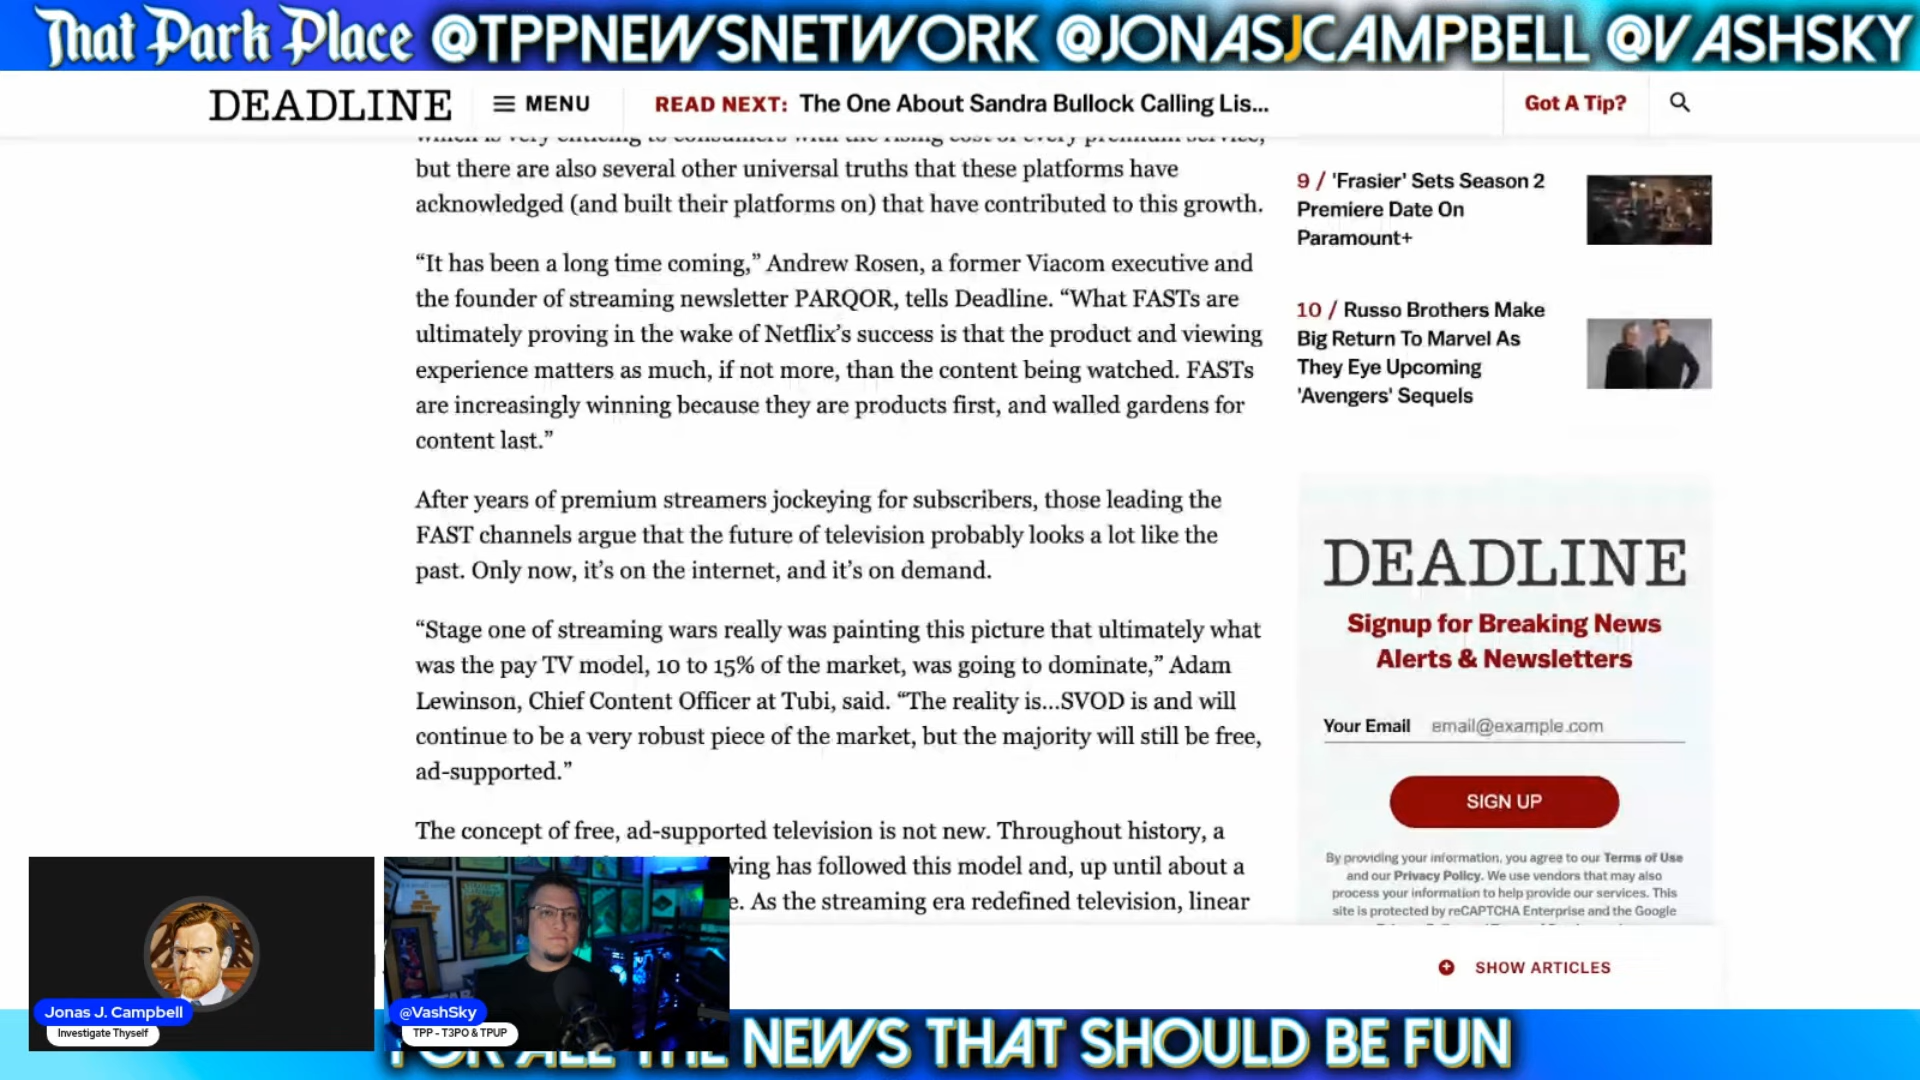 That Park Place @TPPNEWSNETWORK @JONASJCAMPBELL @VASHSKY
DEADLINE
MENU
READ NEXT: The One About Sandra Bullock Calling Lis...
Got A Tip?
which is very enticing to consumers with the rising cost of every premium service,
but there are also several other universal truths that these platforms have
acknowledged (and built their platforms on) that have contributed to this growth.
“It has been a long time coming,” Andrew Rosen, a former Viacom executive and
the founder of streaming newsletter PARQOR, tells Deadline. “What FASTs are
ultimately proving in the wake of Netflix’s success is that the product and viewing
experience matters as much, if not more, than the content being watched. FASTs
are increasingly winning because they are products first, and walled gardens for
content last.”
After years of premium streamers jockeying for subscribers, those leading the
FAST channels argue that the future of television probably looks a lot like the
past. Only now, it’s on the internet, and it’s on demand.
“Stage one of streaming wars really was painting this picture that ultimately what
was the pay TV model, 10 to 15% of the market, was going to dominate,” Adam
Lewinson, Chief Content Officer at Tubi, said. “The reality is...SVOD is and will
continue to be a very robust piece of the market, but the majority will still be free,
ad-supported.”
The concept of free, ad-supported television is not new. Throughout history, a
ving has followed this model and, up until about a
e. As the streaming era redefined television, linear
9 / 'Frasier' Sets Season 2
Premiere Date On
Paramount+
10 / Russo Brothers Make
Big Return To Marvel As
They Eye Upcoming
'Avengers' Sequels
DEADLINE
Signup for Breaking News
Alerts & Newsletters
Your Email email@example.com
SIGN UP
By providing your information, you agree to our Terms of Use
and our Privacy Policy. We use vendors that may also
process your information to help provide our services. This
site is protected by reCAPTCHA Enterprise and the Google
SHOW ARTICLES
Jonas J. Campbell
Investigate Thyself
@VashSky
TPP - T3PO & TPUP
FOR ALL THE NEWS THAT SHOULD BE FUN